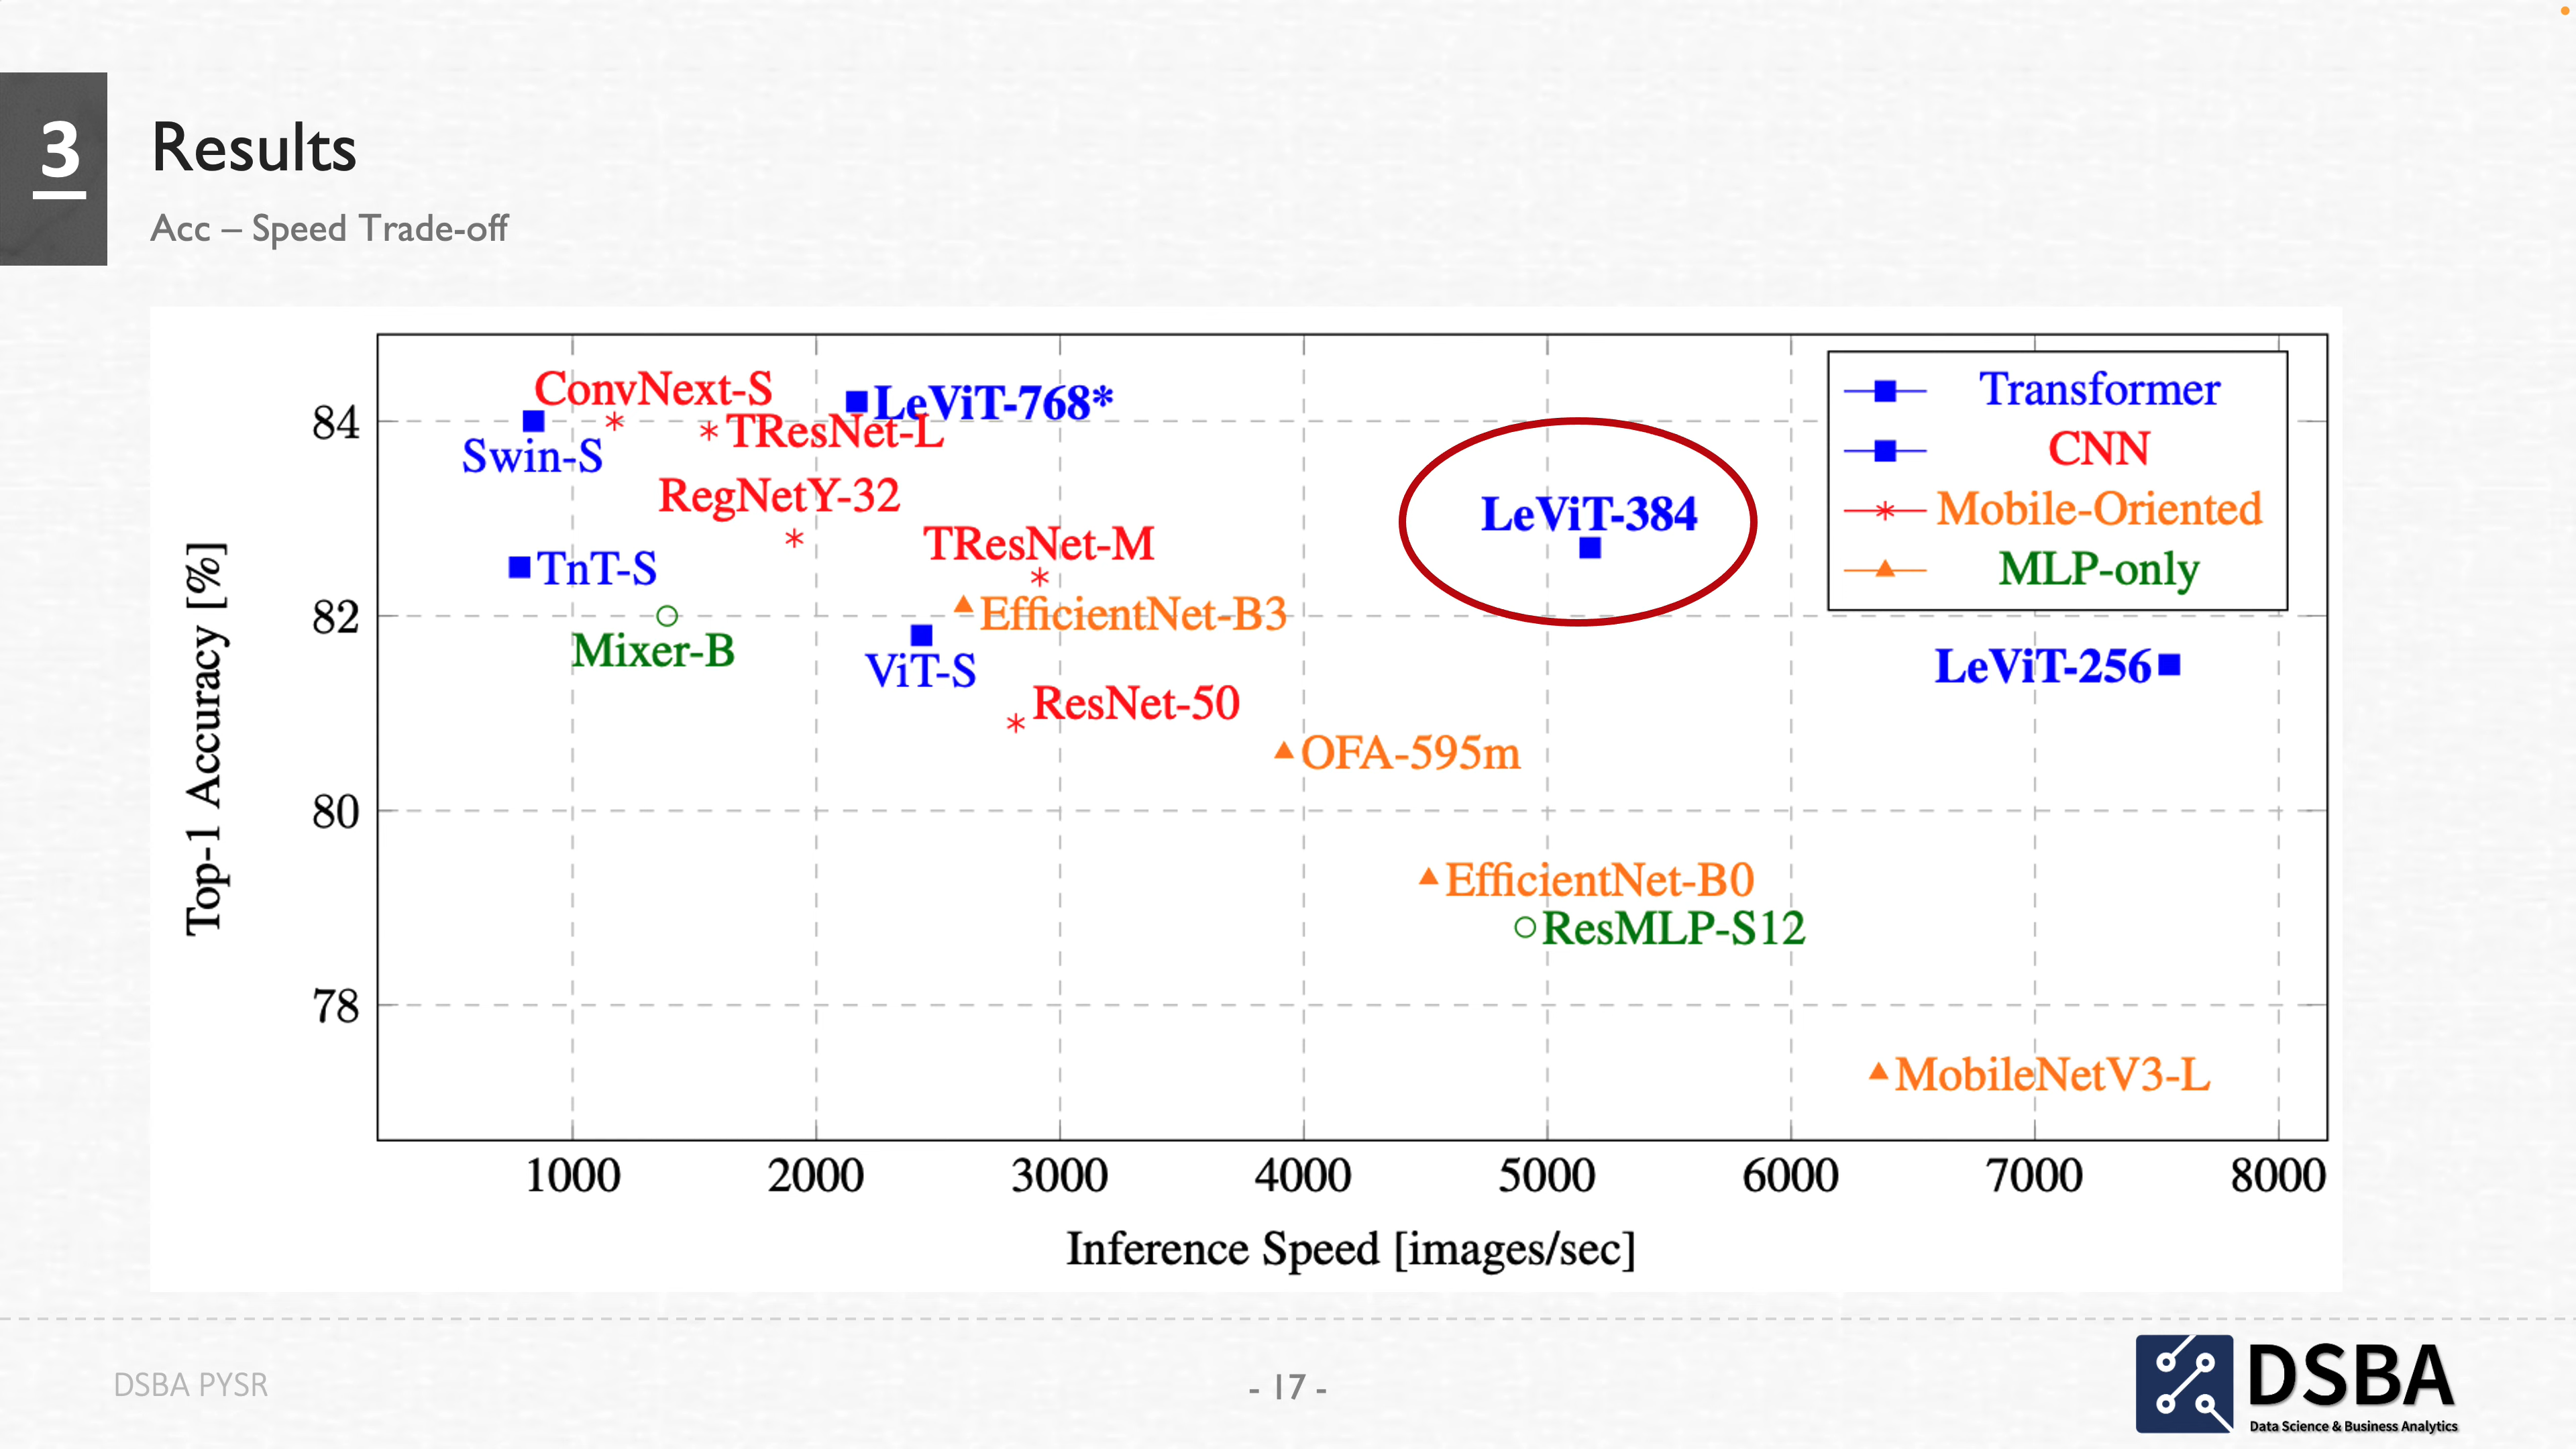 3
Results
Acc – Speed Trade-off
ConvNext-S
LeViT-768*
TResNet-L
Swin-S
RegNetY-32
TResNet-M
TnT-S
EfficientNet-B3
Mixer-B
ViT-S
ResNet-50
OFA-595m
LeViT-384
LeViT-256
EfficientNet-B0
ResMLP-S12
MobileNetV3-L
Transformer
CNN
Mobile-Oriented
MLP-only
Top-1 Accuracy [%]
84
82
80
78
1000 2000 3000 4000 5000 6000 7000 8000
Inference Speed [images/sec]
DSBA PYSR
- 17 -
DSBA
Data Science & Business Analytics